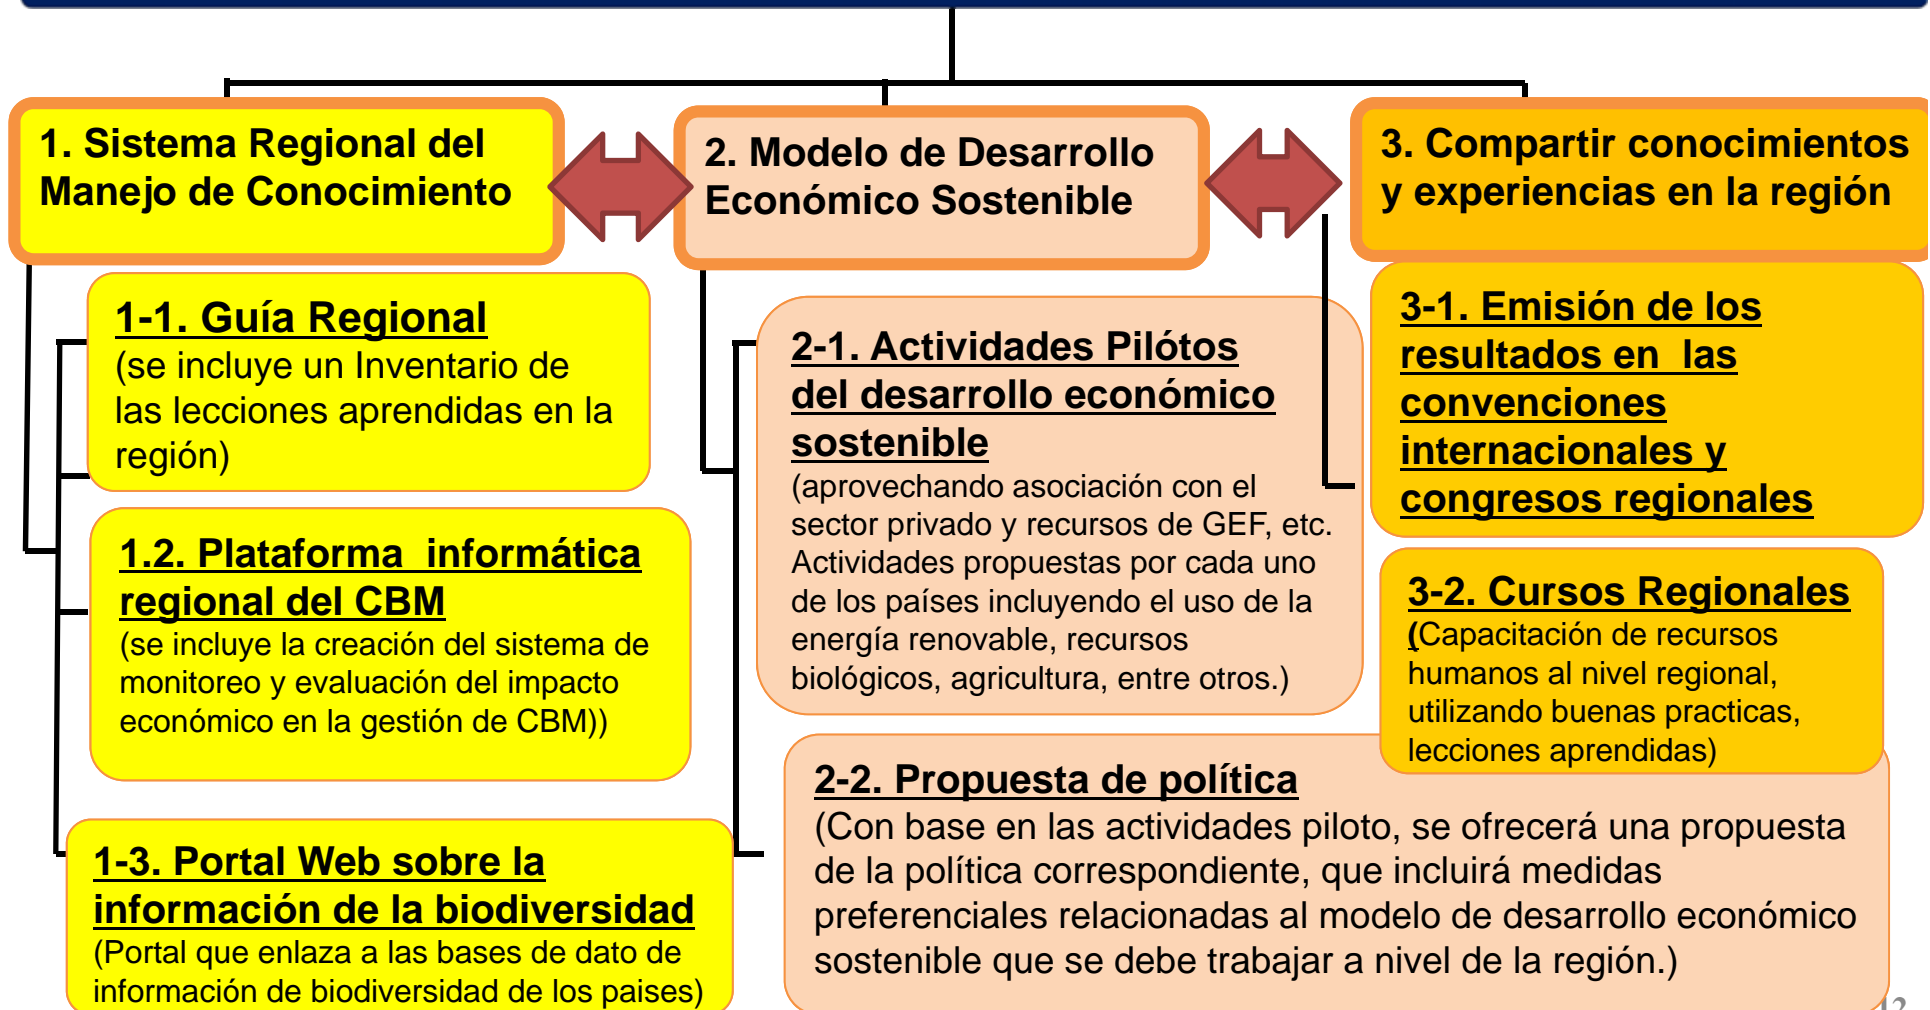 1. Sistema Regional del
Manejo de Conocimiento
2. Modelo de Desarrollo
Económico Sostenible
3. Compartir conocimientos
y experiencias en la región
1-1. Guía Regional
(se incluye un Inventario de
las lecciones aprendidas en la
región)
1.2. Plataforma  informática
regional del CBM
(se incluye la creación del sistema de
monitoreo y evaluación del impacto
económico en la gestión de CBM))
1-3. Portal Web sobre la
información de la biodiversidad
(Portal que enlaza a las bases de dato de
información de biodiversidad de los paises)
2-1. Actividades Pilótos
del desarrollo económico
sostenible
(aprovechando asociación con el
sector privado y recursos de GEF, etc.
Actividades propuestas por cada uno
de los países incluyendo el uso de la
energía renovable, recursos
biológicos, agricultura, entre otros.)
2-2. Propuesta de política
(Con base en las actividades piloto, se ofrecerá una propuesta
de la política correspondiente, que incluirá medidas
preferenciales relacionadas al modelo de desarrollo económico
sostenible que se debe trabajar a nivel de la región.)
3-1. Emisión de los
resultados en  las
convenciones
internacionales y
congresos regionales
3-2. Cursos Regionales
(Capacitación de recursos
humanos al nivel regional,
utilizando buenas practicas,
lecciones aprendidas)